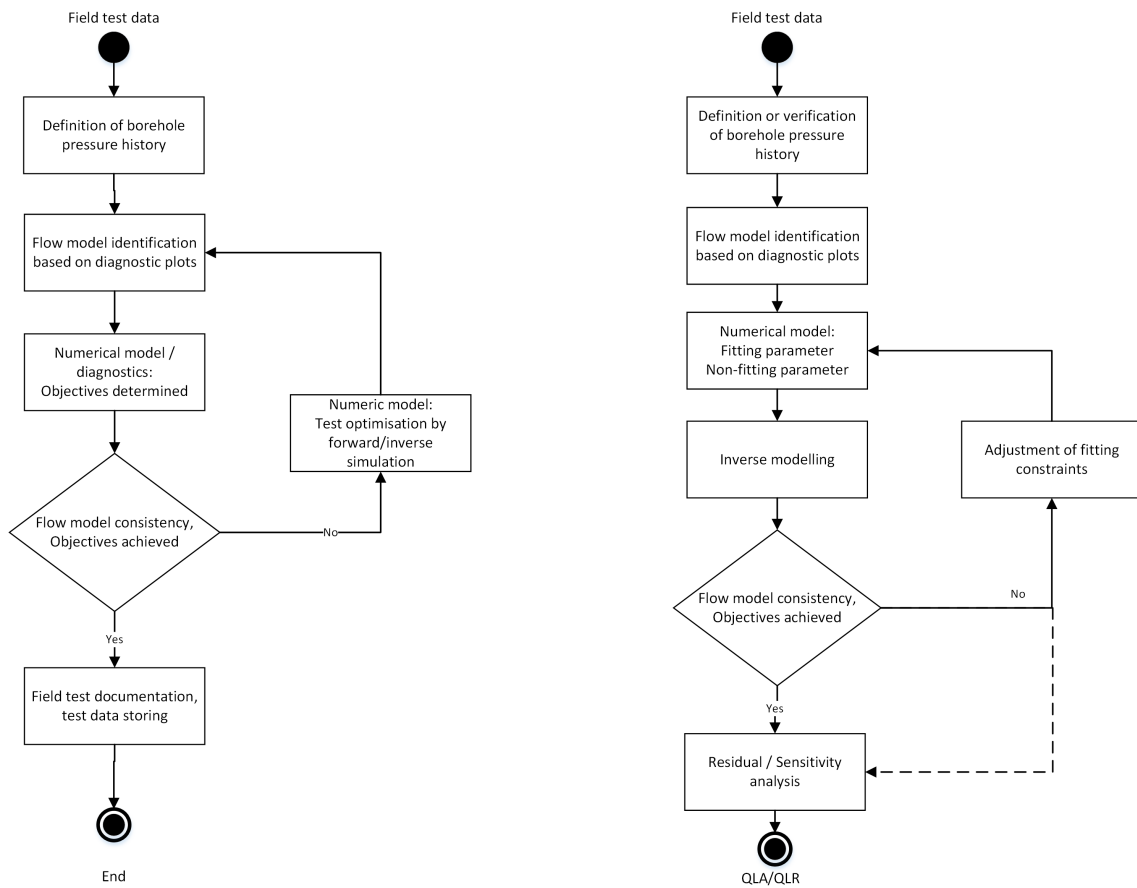 Field test data
Definition of borehole
pressure history
Flow model identification
based on diagnostic plots
Numerical model /
diagnostics:
Objectives determined
Numeric model:
Test optimisation by
forward/inverse
simulation
Flow model consistency,
Objectives achieved
No
Yes
Field test documentation,
test data storing
End
Field test data
Definition or verification
of borehole pressure
history
Flow model identification
based on diagnostic plots
Numerical model:
Fitting parameter
Non-fitting parameter
Inverse modelling
Adjustment of fitting
constraints
Flow model consistency,
Objectives achieved
No
Yes
Residual / Sensitivity
analysis
QLA/QLR